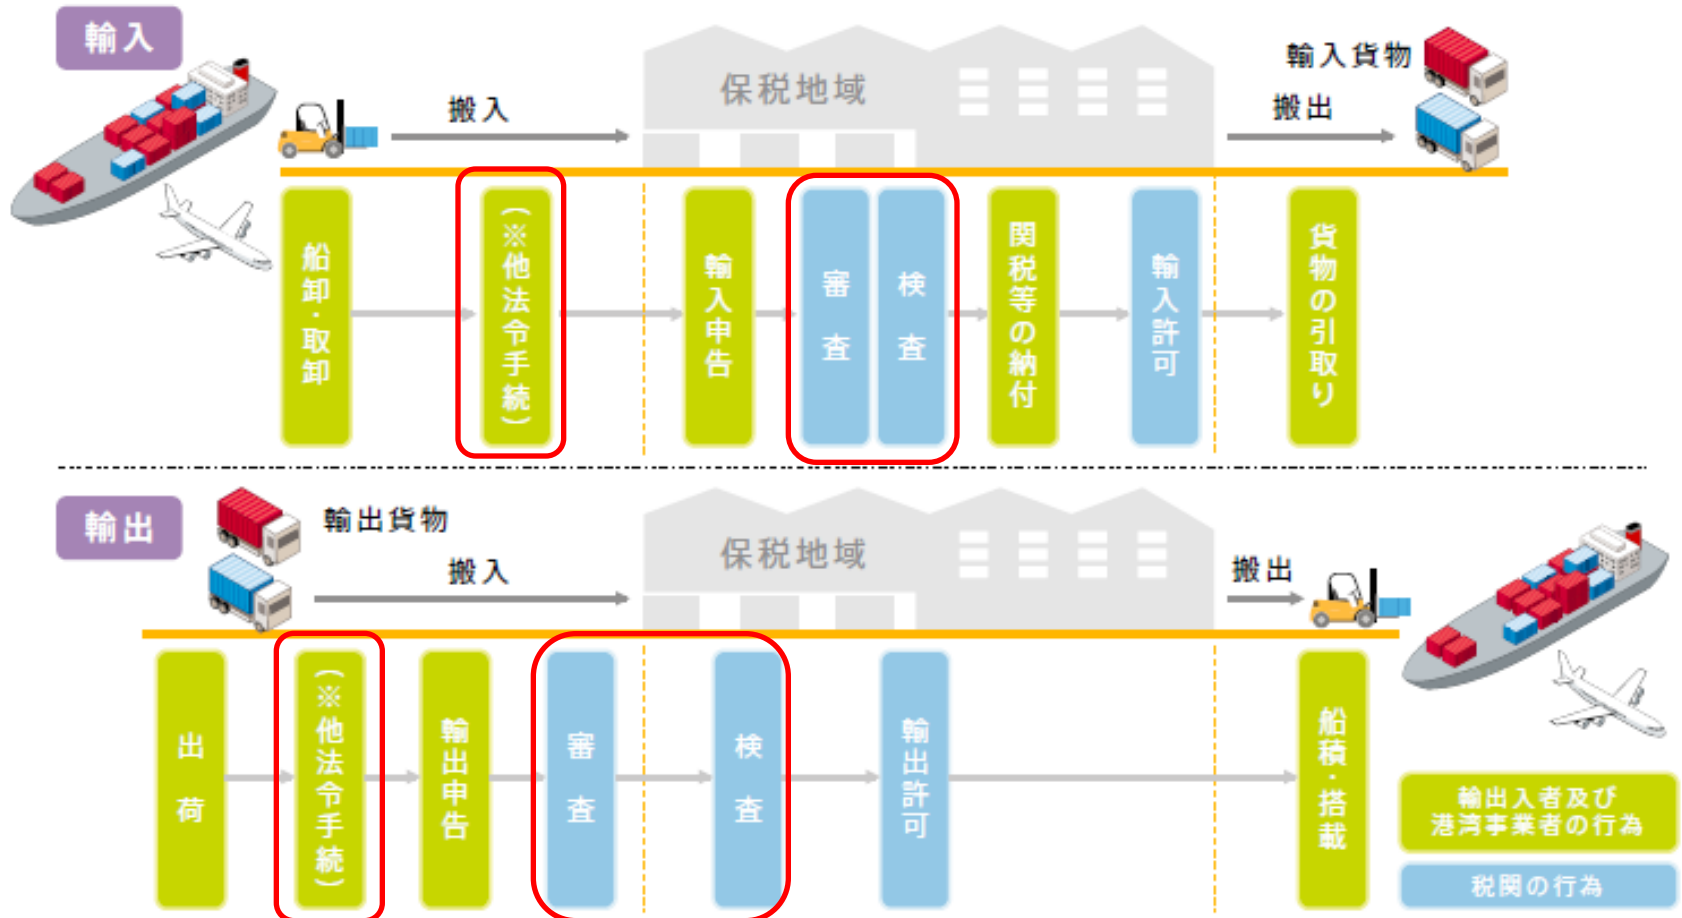 輸入
保税地域
輸入貨物
搬入
搬出
船卸・取卸
（※他法令手続）
輸入申告
審査
検査
関税等の納付
輸入許可
貨物の引取り
輸出
輸出貨物
保税地域
搬入
搬出
出荷
（※他法令手続）
輸出申告
審査
検査
輸出許可
船積・搭載
輸出入者及び
港湾事業者の行為
税関の行為